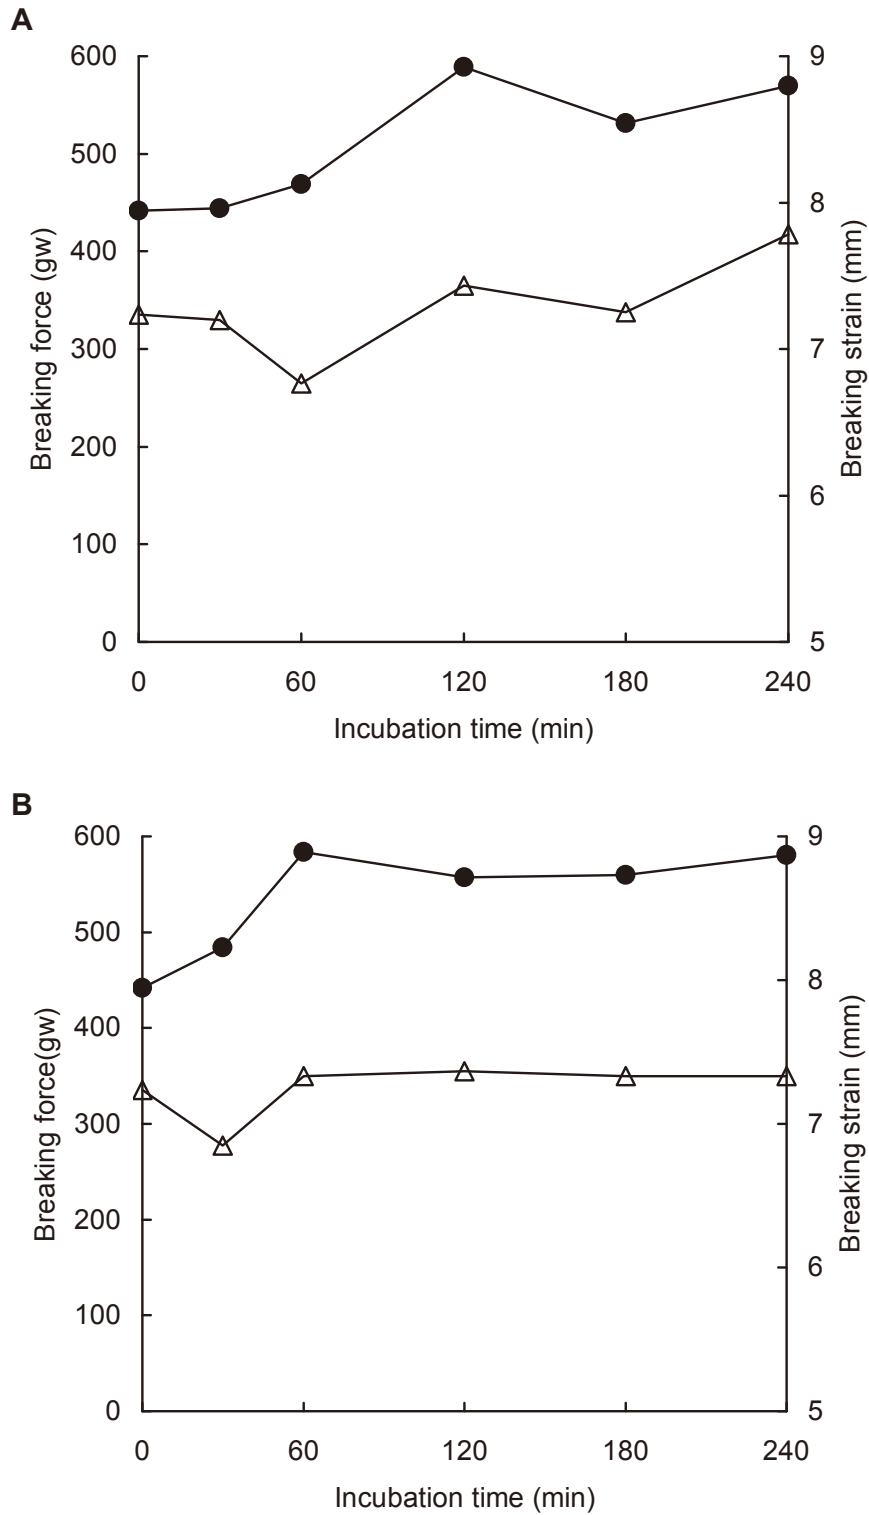 A
600
500
400
300
200
100
0
Breaking force (gw)
9
8
7
6
5
Breaking strain (mm)
0 60 120 180 240
Incubation time (min)
B
600
500
400
300
200
100
0
Breaking force(gw)
9
8
7
6
5
Breaking strain (mm)
0 60 120 180 240
Incubation time (min)